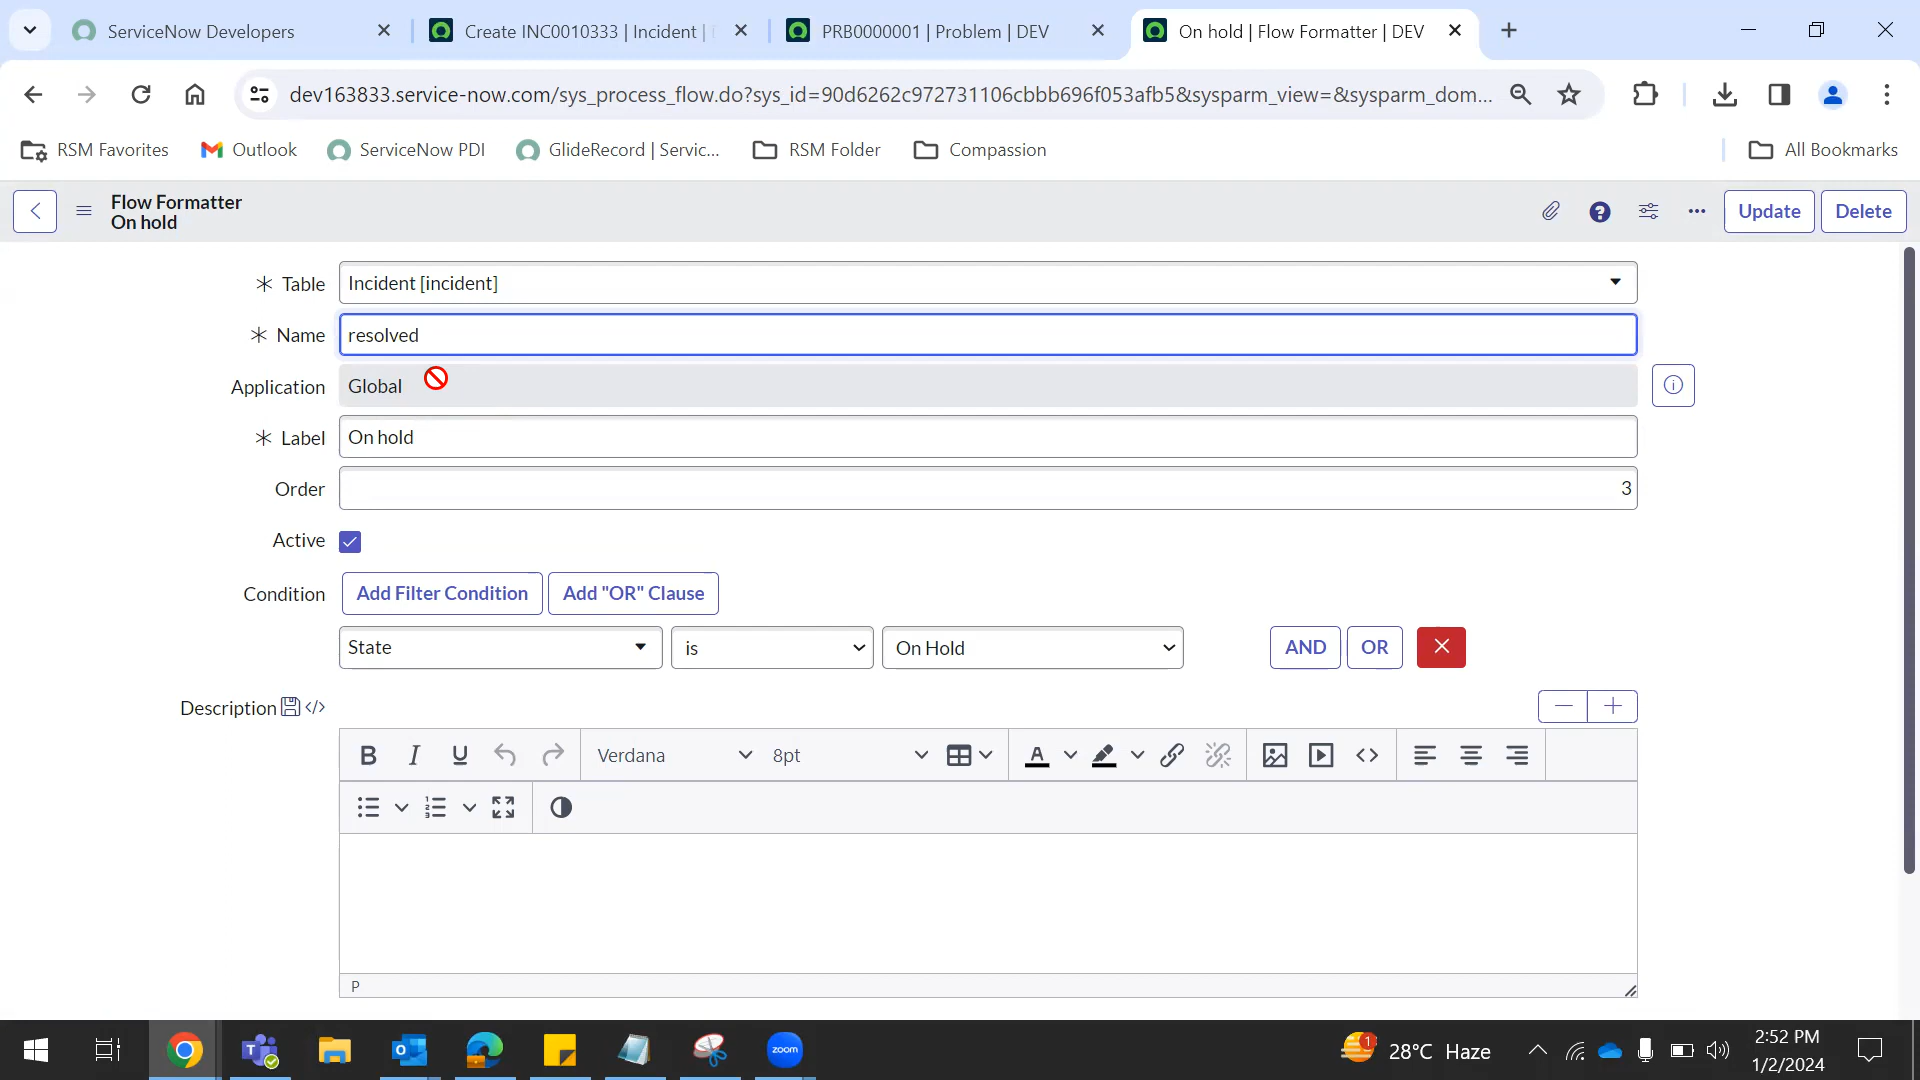 ServiceNow Developers
Create INC0010333 | Incident |
PRB0000001 | Problem | DEV
On hold | Flow Formatter | DEV
dev163833.service-now.com/sys_process_flow.do?sys_id=90d6262c972731106cbbb696f053afb5&sysparm_view=&sysparm_dom...
RSM Favorites
Outlook
ServiceNow PDI
GlideRecord | Servic...
RSM Folder
Compassion
All Bookmarks
Flow Formatter
On hold
Update
Delete
Table
Incident [incident]
Name
resolved
Application
Global
Label
On hold
Order
3
Active
Condition
Add Filter Condition
Add "OR" Clause
State
is
On Hold
AND
OR
Description
Verdana
8pt
P
zoom
1
28°C Haze
2:52 PM
1/2/2024